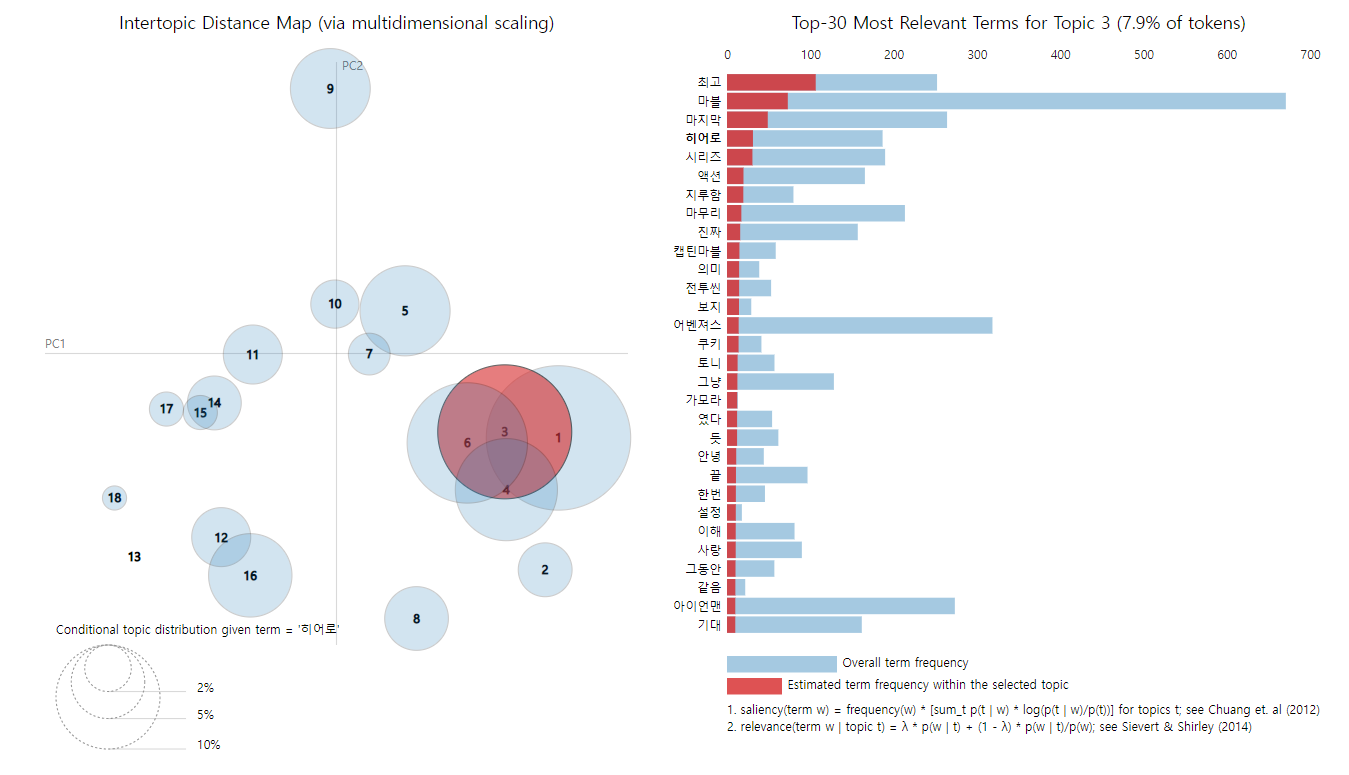 Intertopic Distance Map (via multidimensional scaling)
PC2
PC1
9
10
5
7
11
14
15
17
3
6
1
4
18
12
13
16
2
8
Conditional topic distribution given term = '히어로'
2%
5%
10%
Top-30 Most Relevant Terms for Topic 3 (7.9% of tokens)
0 100 200 300 400 500 600 700
최고
마블
마지막
히어로
시리즈
액션
지루함
마무리
진짜
캡틴마블
의미
전투씬
보지
어벤져스
쿠키
토니
그냥
가모라
였다
듯
안녕
끝
한번
설정
이해
사랑
그동안
같음
아이언맨
기대
Overall term frequency
Estimated term frequency within the selected topic
1. saliency(term w) = frequency(w) * [sum_t p(t | w) * log(p(t | w)/p(t))] for topics t; see Chuang et. al (2012)
2. relevance(term w | topic t) = λ * p(w | t) + (1 - λ) * p(w | t)/p(w); see Sievert & Shirley (2014)